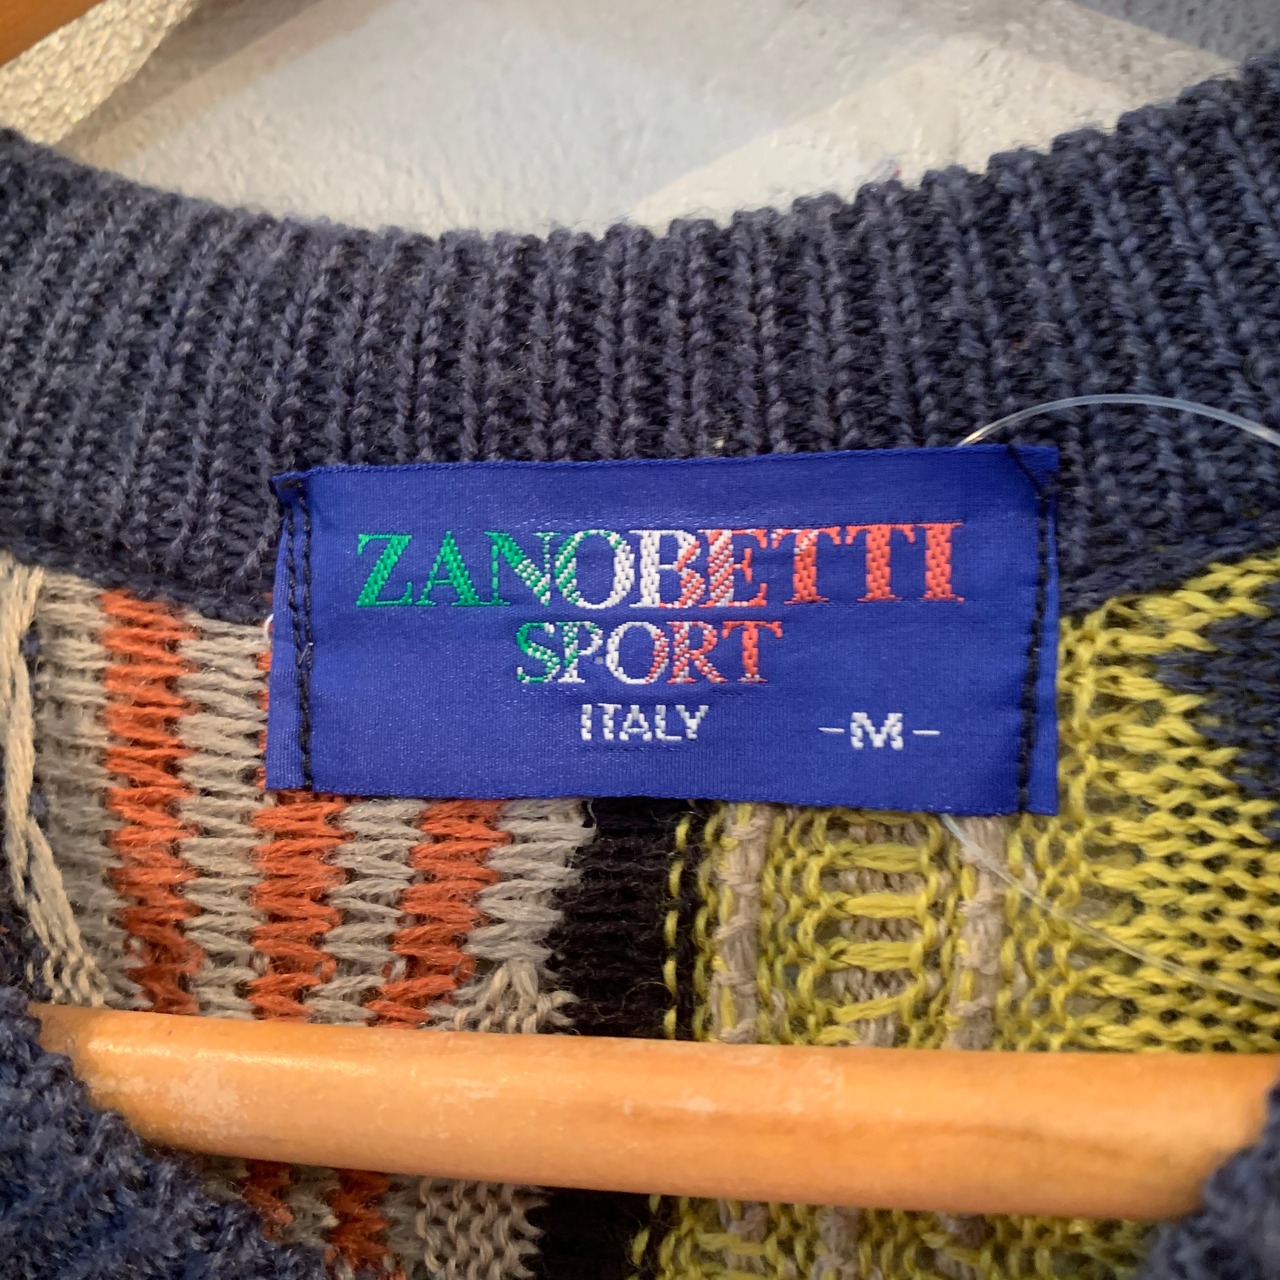 ZANOBETTI
SPORT
ITALY -M-